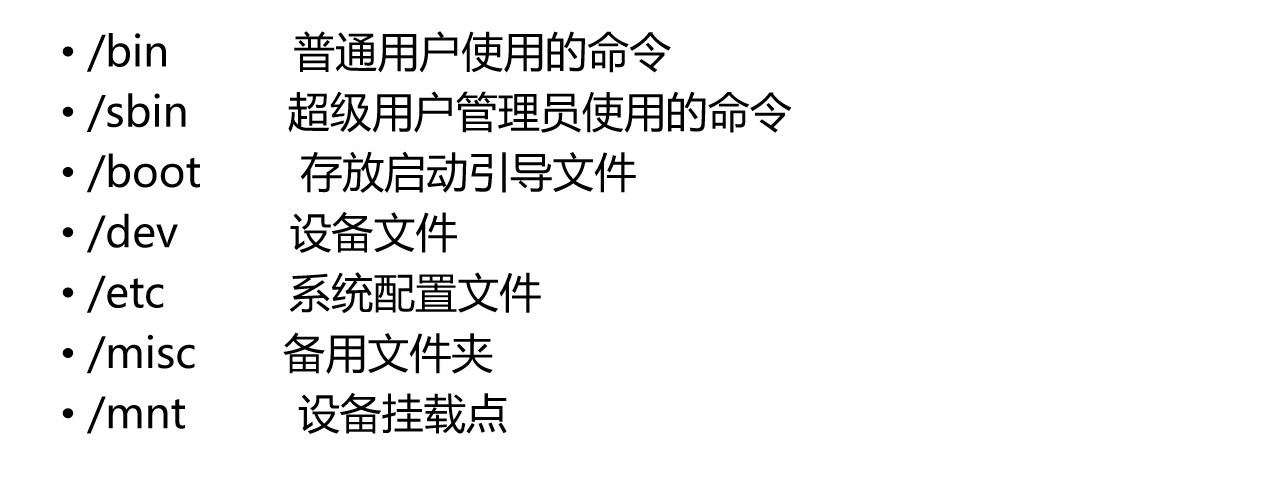 • /bin 普通用户使用的命令
• /sbin 超级用户管理员使用的命令
• /boot 存放启动引导文件
• /dev 设备文件
• /etc 系统配置文件
• /misc 备用文件夹
• /mnt 设备挂载点